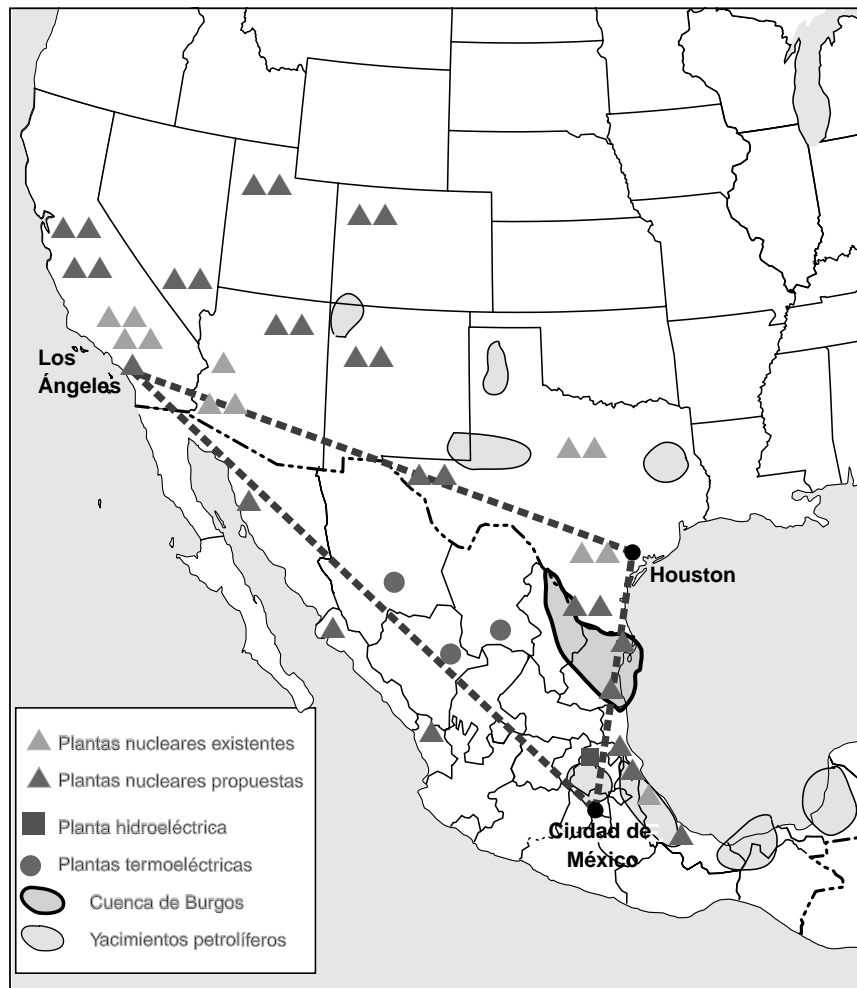 Los
Ángeles
Houston
Ciudad de
México
Plantas nucleares existentes
Plantas nucleares propuestas
Planta hidroeléctrica
Plantas termoeléctricas
Cuenca de Burgos
Yacimientos petrolíferos